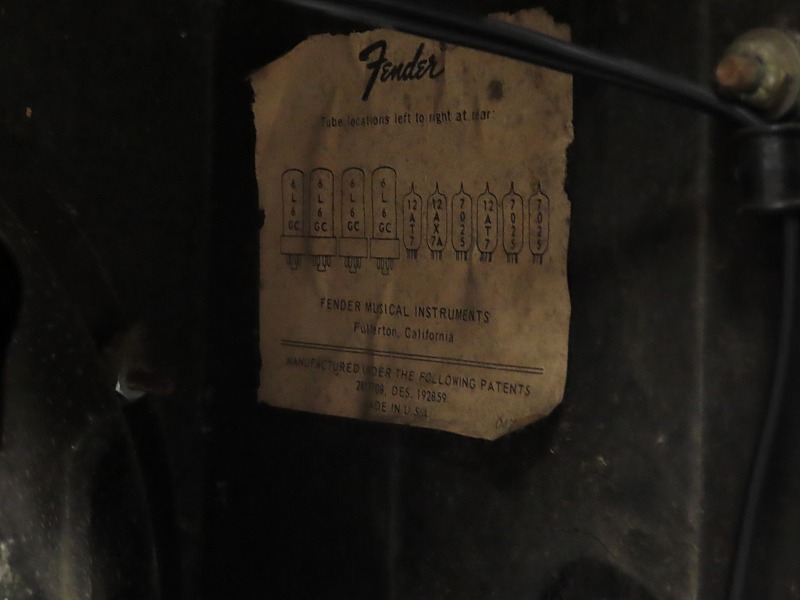 Fender
Tube locations left to right at rear:
6L6GC 6L6GC 6L6GC 6L6GC 12AT7 12AX7A 7025 12AT7 7025 7025
FENDER MUSICAL INSTRUMENTS
Fullerton, California
MANUFACTURED UNDER THE FOLLOWING PATENTS
DES. 192859.
MADE IN U.S.A.